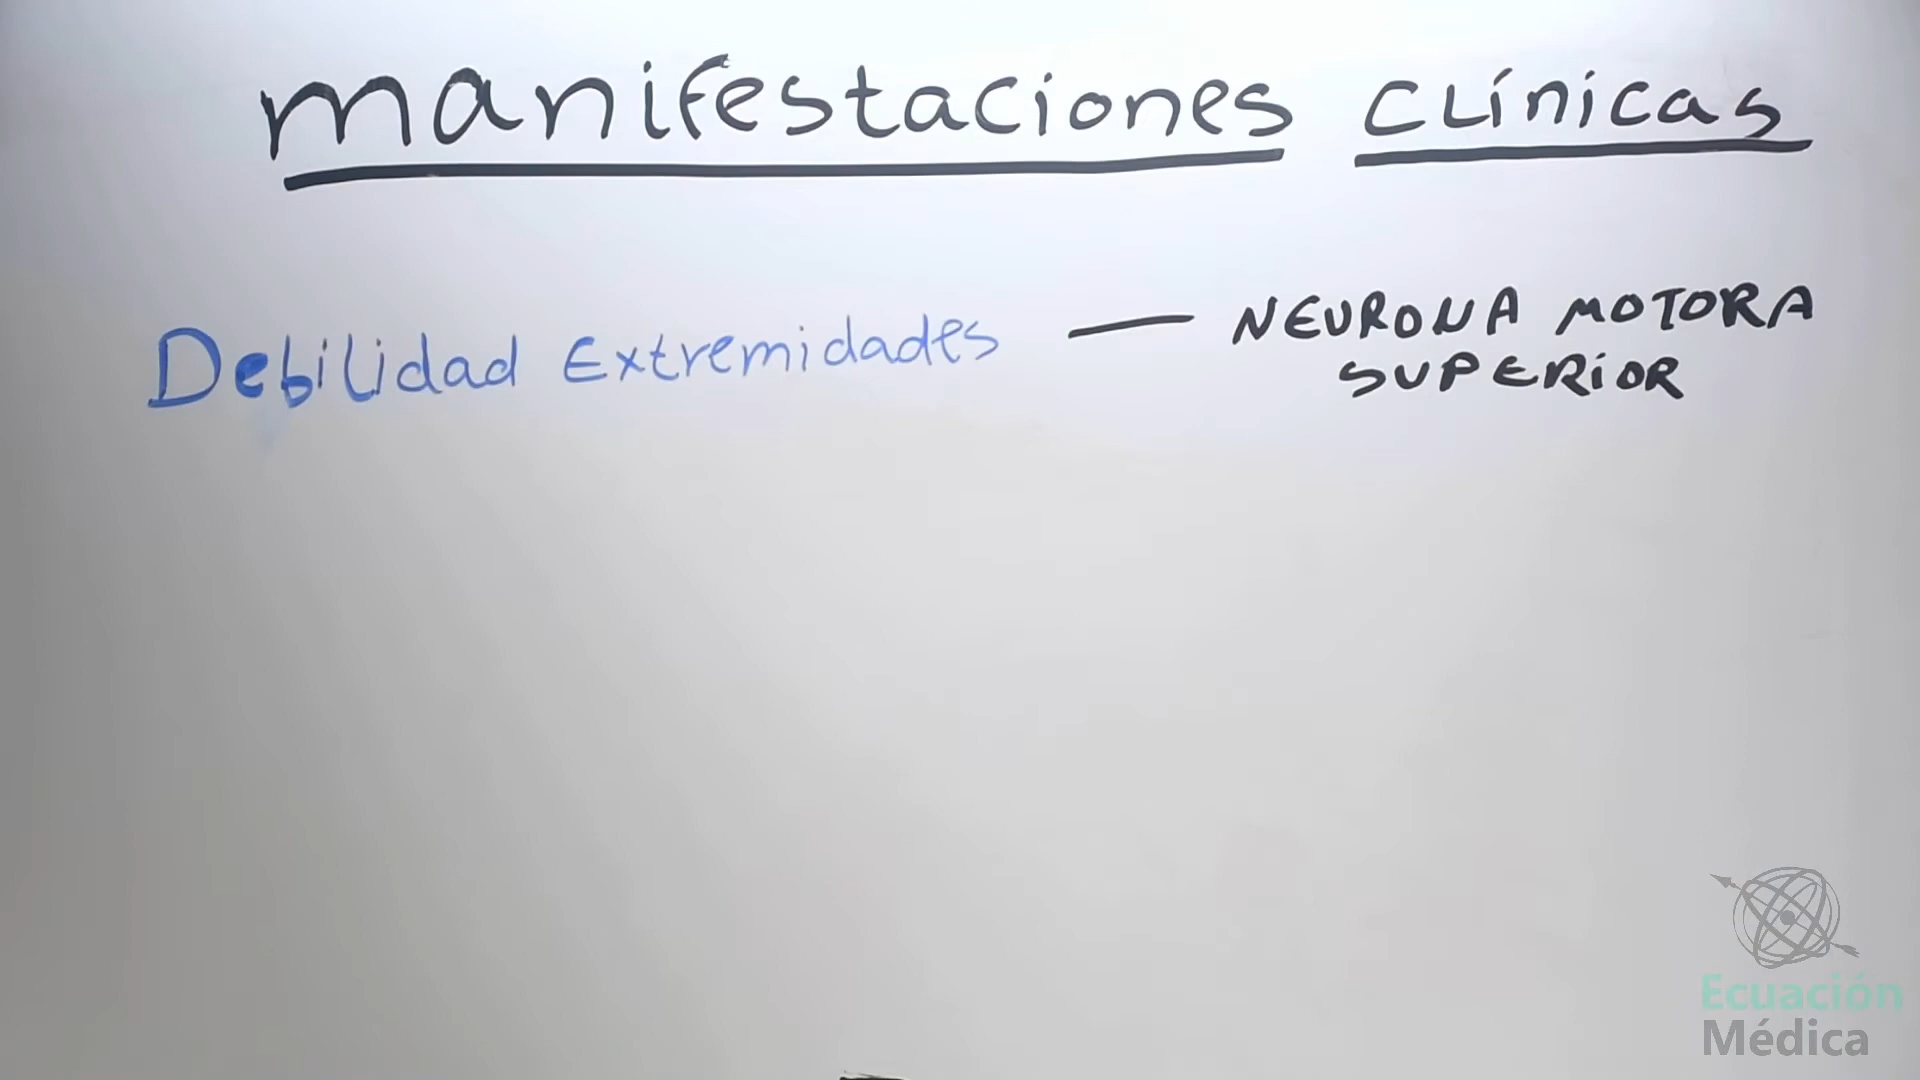 manifestaciones clínicas
Debilidad Extremidades — NEURONA MOTORA
SUPERIOR
Ecuación
Médica